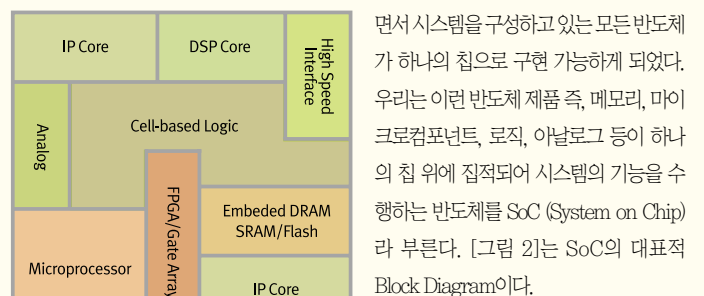 IP Core
DSP Core
High Speed
Interface
Analog
Cell-based Logic
FPGA/Gate Array
Embeded DRAM
SRAM/Flash
Microprocessor
IP Core
면서 시스템을 구성하고 있는 모든 반도체
가 하나의 칩으로 구현 가능하게 되었다.
우리는 이런 반도체 제품 즉, 메모리, 마이
크로컴포넌트, 로직, 아날로그 등이 하나
의 칩 위에 집적되어 시스템의 기능을 수
행하는 반도체를 SoC (System on Chip)
라 부른다. [그림 2]는 SoC의 대표적
Block Diagram이다.